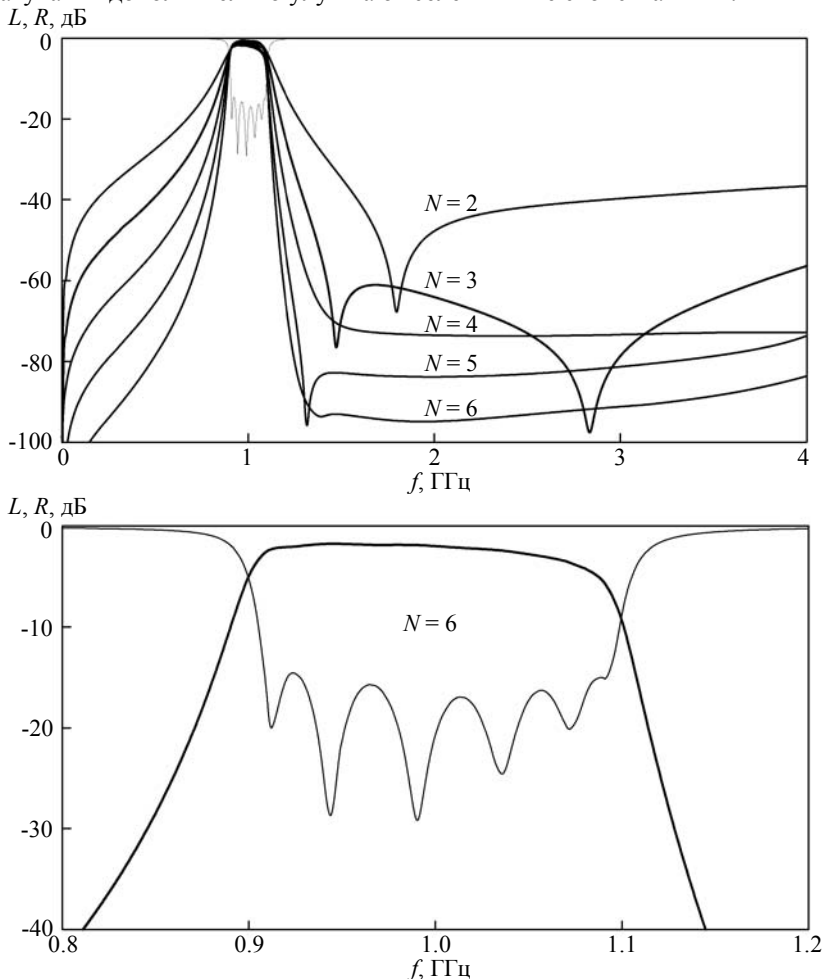 L, R, дБ
0
-20
-40
-60
-80
-100
N = 2
N = 3
N = 4
N = 5
N = 6
0 1 2 3 4
f, ГГц
L, R, дБ
0
-10
-20
-30
-40
N = 6
0.8 0.9 1.0 1.1 1.2
f, ГГц